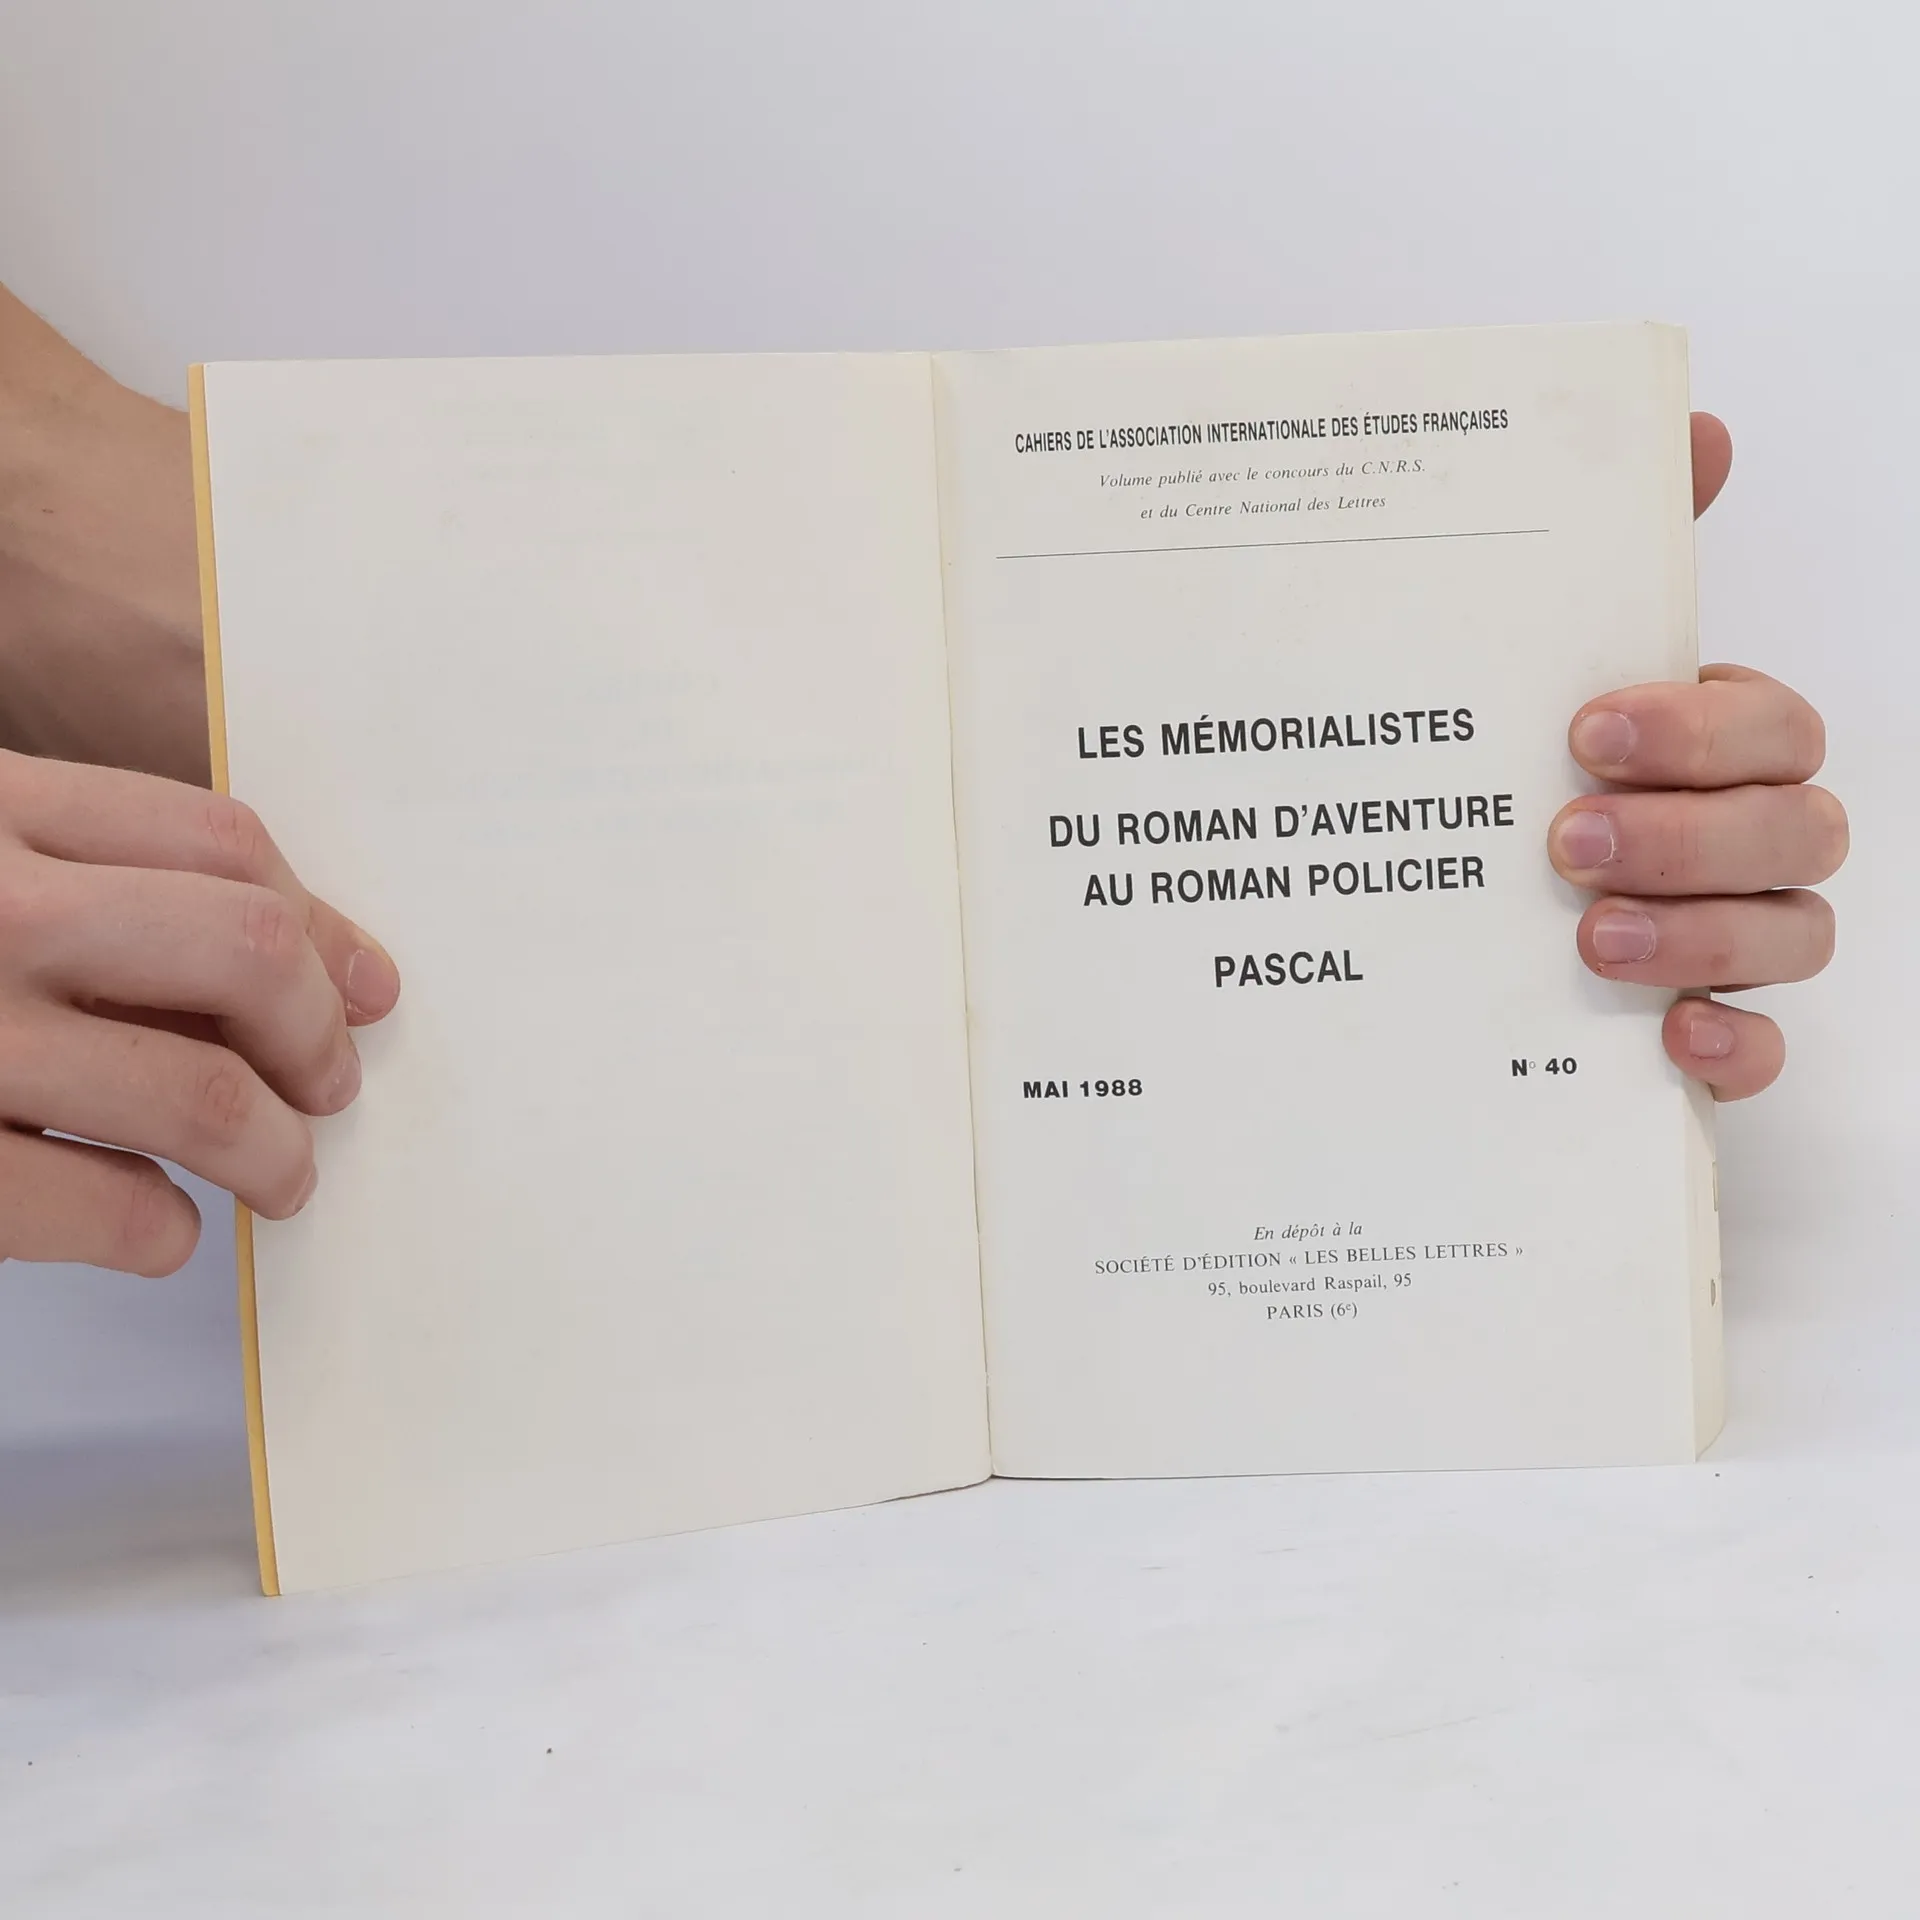 CAHIERS DE L'ASSOCIATION INTERNATIONALE DES ÉTUDES FRANÇAISES
Volume publié avec le concours du C.N.R.S.
et du Centre National des Lettres
LES MÉMORIALISTES
DU ROMAN D'AVENTURE
AU ROMAN POLICIER
PASCAL
MAI 1988
N° 40
En dépôt à la
SOCIÉTÉ D'ÉDITION « LES BELLES LETTRES »
95, boulevard Raspail, 95
PARIS (6e)